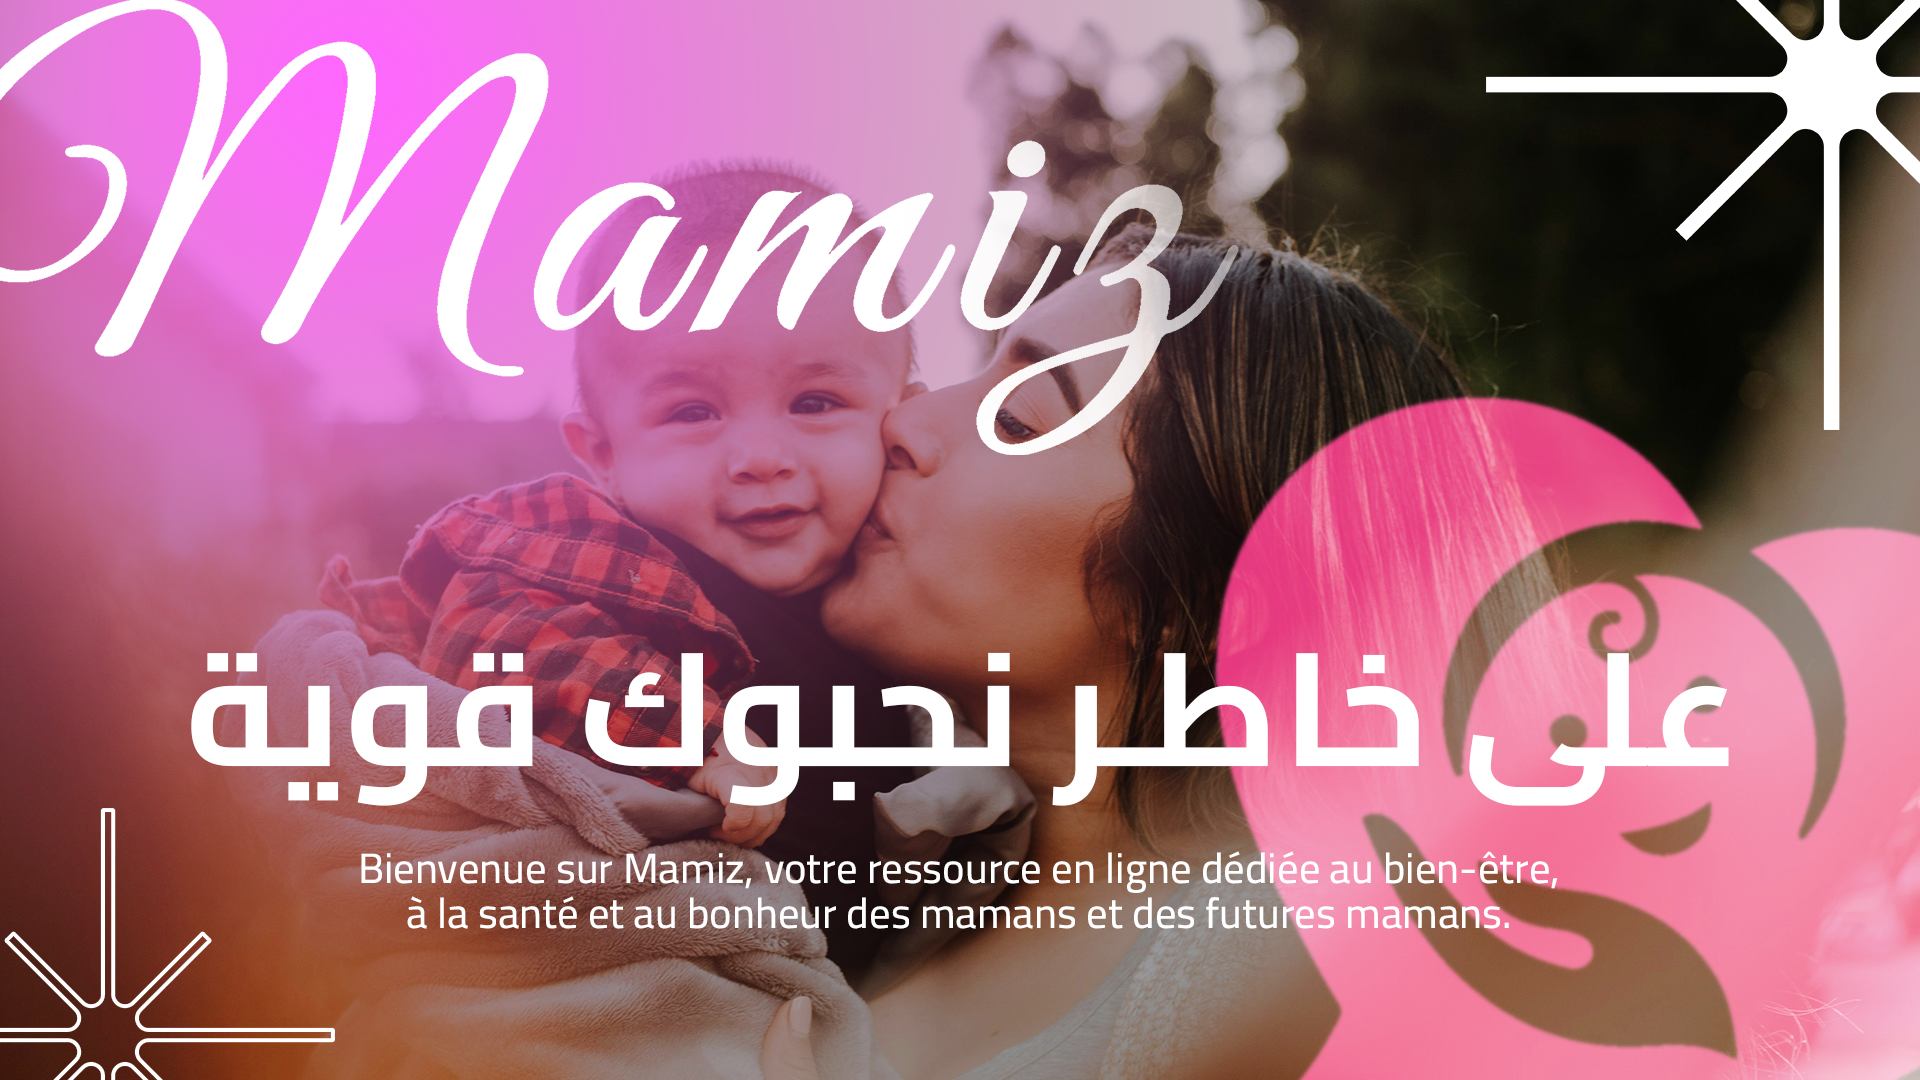 Mamiz
على خاطر نحبوك قوية
Bienvenue sur Mamiz, votre ressource en ligne dédiée au bien-être,
à la santé et au bonheur des mamans et des futures mamans.